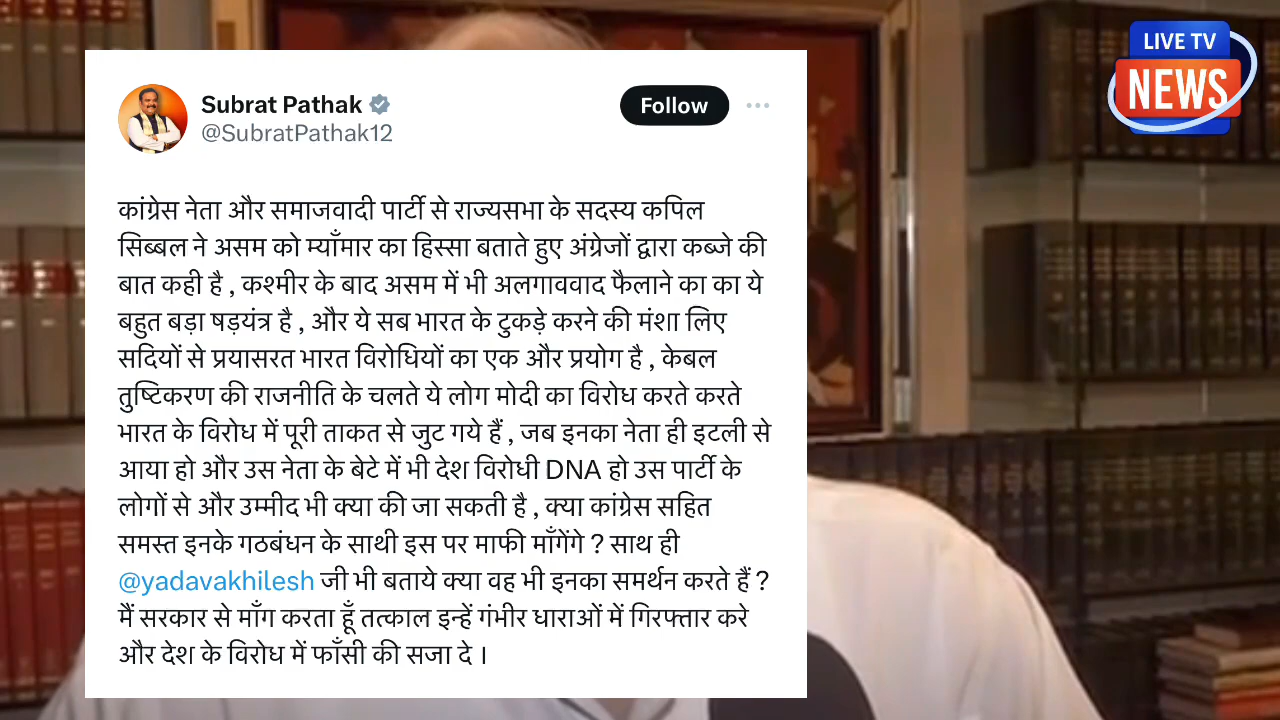 LIVE TV
NEWS
Subrat Pathak
@SubratPathak12
Follow
कांग्रेस नेता और समाजवादी पार्टी से राज्यसभा के सदस्य कपिल
सिब्बल ने असम को म्याँमार का हिस्सा बताते हुए अंग्रेजों द्वारा कब्जे की
बात कही है , कश्मीर के बाद असम में भी अलगाववाद फैलाने का का ये
बहुत बड़ा षड़यंत्र है , और ये सब भारत के टुकड़े करने की मंशा लिए
सदियों से प्रयासरत भारत विरोधियों का एक और प्रयोग है , केबल
तुष्टिकरण की राजनीति के चलते ये लोग मोदी का विरोध करते करते
भारत के विरोध में पूरी ताकत से जुट गये हैं , जब इनका नेता ही इटली से
आया हो और उस नेता के बेटे में भी देश विरोधी DNA हो उस पार्टी के
लोगों से और उम्मीद भी क्या की जा सकती है , क्या कांग्रेस सहित
समस्त इनके गठबंधन के साथी इस पर माफी माँगेंगे ? साथ ही
@yadavakhilesh जी भी बताये क्या वह भी इनका समर्थन करते हैं ?
मैं सरकार से माँग करता हूँ तत्काल इन्हें गंभीर धाराओं में गिरफ्तार करे
और देश के विरोध में फाँसी की सजा दे ।